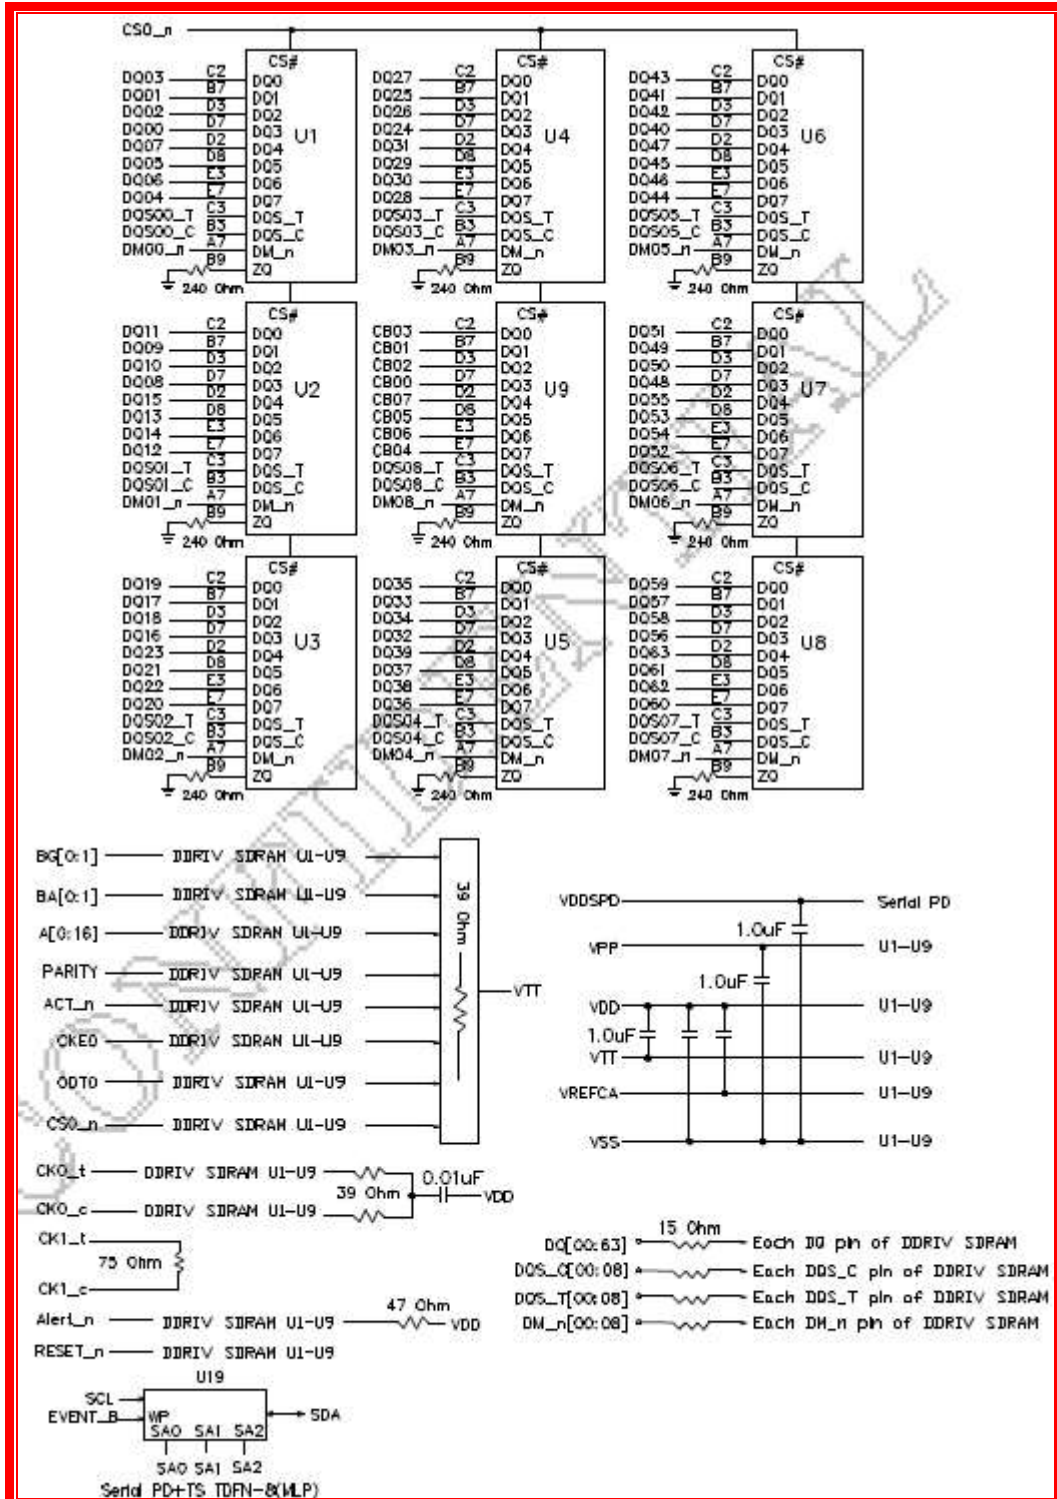 CS0_n
CS# CS# CS#
DQ03 C2 DQ0 DQ27 C2 DQ0 DQ43 C2 DQ0
DQ01 B7 DQ1 DQ25 B7 DQ1 DQ41 B7 DQ1
DQ02 D3 DQ2 DQ26 D3 DQ2 DQ42 D3 DQ2
DQ00 D7 DQ3 U1 DQ24 D7 DQ3 U4 DQ40 D7 DQ3 U6
DQ07 D2 DQ4 DQ31 D2 DQ4 DQ47 D2 DQ4
DQ05 D8 DQ5 DQ29 D8 DQ5 DQ45 D8 DQ5
DQ06 E3 DQ6 DQ30 E3 DQ6 DQ46 E3 DQ6
DQ04 E7 DQ7 DQ28 E7 DQ7 DQ44 E7 DQ7
DQS00_T C3 DQS_T DQS03_T C3 DQS_T DQS05_T C3 DQS_T
DQS00_C B3 DQS_C DQS03_C B3 DQS_C DQS05_C B3 DQS_C
DM00_n A7 DM_n DM03_n A7 DM_n DM05_n A7 DM_n
B9 ZQ B9 ZQ B9 ZQ
240 Ohm 240 Ohm 240 Ohm
CS# CS# CS#
DQ11 C2 DQ0 CB03 C2 DQ0 DQ51 C2 DQ0
DQ09 B7 DQ1 CB01 B7 DQ1 DQ49 B7 DQ1
DQ10 D3 DQ2 CB02 D3 DQ2 DQ50 D3 DQ2
DQ08 D7 DQ3 U2 CB00 D7 DQ3 U9 DQ48 D7 DQ3 U7
DQ15 D2 DQ4 CB07 D2 DQ4 DQ55 D2 DQ4
DQ13 D8 DQ5 CB05 D8 DQ5 DQ53 D8 DQ5
DQ14 E3 DQ6 CB06 E3 DQ6 DQ54 E3 DQ6
DQ12 E7 DQ7 CB04 E7 DQ7 DQ52 E7 DQ7
DQS01_T C3 DQS_T DQS08_T C3 DQS_T DQS06_T C3 DQS_T
DQS01_C B3 DQS_C DQS08_C B3 DQS_C DQS06_C B3 DQS_C
DM01_n A7 DM_n DM08_n A7 DM_n DM06_n A7 DM_n
B9 ZQ B9 ZQ B9 ZQ
240 Ohm 240 Ohm 240 Ohm
CS# CS# CS#
DQ19 C2 DQ0 DQ35 C2 DQ0 DQ59 C2 DQ0
DQ17 B7 DQ1 DQ33 B7 DQ1 DQ57 B7 DQ1
DQ18 D3 DQ2 DQ34 D3 DQ2 DQ58 D3 DQ2
DQ16 D7 DQ3 U3 DQ32 D7 DQ3 U5 DQ56 D7 DQ3 U8
DQ23 D2 DQ4 DQ39 D2 DQ4 DQ63 D2 DQ4
DQ21 D8 DQ5 DQ37 D8 DQ5 DQ61 D8 DQ5
DQ22 E3 DQ6 DQ38 E3 DQ6 DQ62 E3 DQ6
DQ20 E7 DQ7 DQ36 E7 DQ7 DQ60 E7 DQ7
DQS02_T C3 DQS_T DQS04_T C3 DQS_T DQS07_T C3 DQS_T
DQS02_C B3 DQS_C DQS04_C B3 DQS_C DQS07_C B3 DQS_C
DM02_n A7 DM_n DM04_n A7 DM_n DM07_n A7 DM_n
B9 ZQ B9 ZQ B9 ZQ
240 Ohm 240 Ohm 240 Ohm
CONFIDENTIAL
BG[0:1] DDRIV SDRAM U1-U9
BA[0:1] DDRIV SDRAM U1-U9
A[0:16] DDRIV SDRAM U1-U9
PARITY DDRIV SDRAM U1-U9
ACT_n DDRIV SDRAM U1-U9
CKE0 DDRIV SDRAM U1-U9
ODT0 DDRIV SDRAM U1-U9
CS0_n DDRIV SDRAM U1-U9
39 Ohm
VTT
VDDSPD Serial PD
1.0uF
VPP U1-U9
1.0uF
VDD U1-U9
1.0uF
VTT U1-U9
VREFCA U1-U9
VSS U1-U9
CK0_t DDRIV SDRAM U1-U9
39 Ohm 0.01uF VDD
CK0_c DDRIV SDRAM U1-U9
CK1_t
75 Ohm
CK1_c
Alert_n DDRIV SDRAM U1-U9 47 Ohm VDD
RESET_n DDRIV SDRAM U1-U9
15 Ohm
DQ[00:63] Each DQ pin of DDRIV SDRAM
DQS_C[00:08] Each DQS_C pin of DDRIV SDRAM
DQS_T[00:08] Each DQS_T pin of DDRIV SDRAM
DM_n[00:08] Each DM_n pin of DDRIV SDRAM
U19
SCL
EVENT_B WP SDA
SA0 SA1 SA2
SA0 SA1 SA2
Serial PD+TS TDFN-8(MLP)